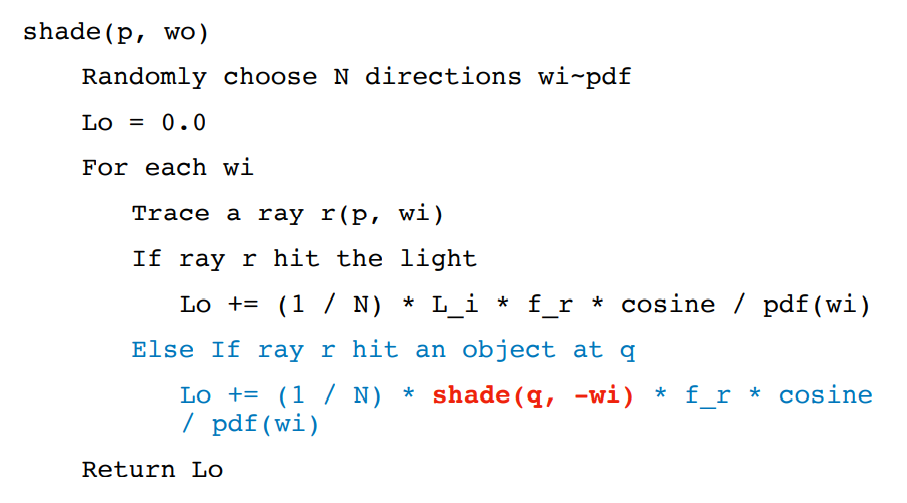 shade(p, wo)
Randomly choose N directions wi~pdf
Lo = 0.0
For each wi
Trace a ray r(p, wi)
If ray r hit the light
Lo += (1 / N) * L_i * f_r * cosine / pdf(wi)
Else If ray r hit an object at q
Lo += (1 / N) * shade(q, -wi) * f_r * cosine
/ pdf(wi)
Return Lo